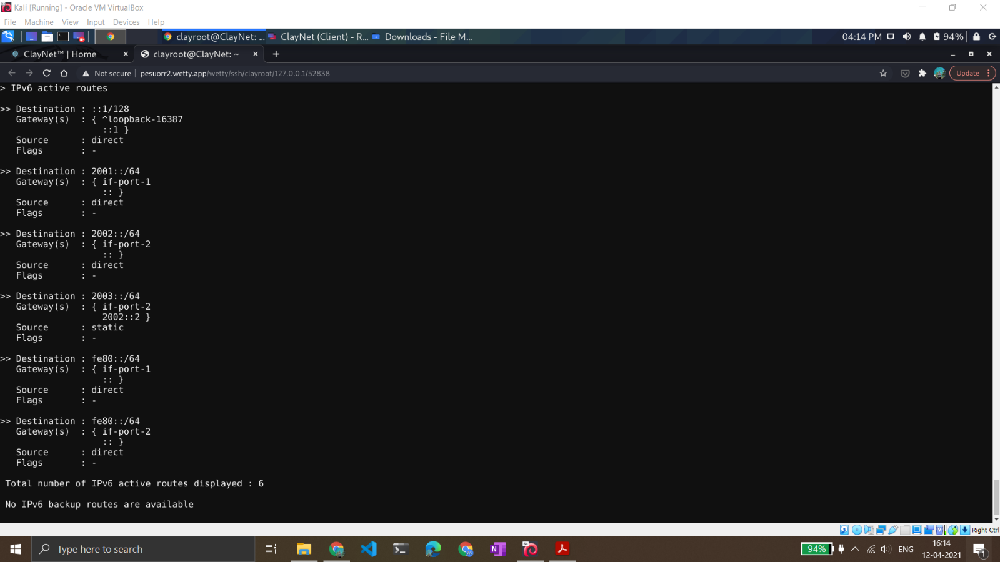 Kali [Running] - Oracle VM VirtualBox
File Machine View Input Devices Help
clayroot@ClayNet: ... ClayNet (Client) - R... Downloads - File M... 04:14 PM 94%
ClayNet™ | Home clayroot@ClayNet: ~
Not secure pesuorr2.wetty.app/wetty/ssh/clayroot/127.0.0.1/52838 Update
> IPv6 active routes
>> Destination : ::1/128
Gateway(s) : { ^loopback-16387
::1 }
Source : direct
Flags : -
>> Destination : 2001::/64
Gateway(s) : { if-port-1
:: }
Source : direct
Flags : -
>> Destination : 2002::/64
Gateway(s) : { if-port-2
:: }
Source : direct
Flags : -
>> Destination : 2003::/64
Gateway(s) : { if-port-2
2002::2 }
Source : static
Flags : -
>> Destination : fe80::/64
Gateway(s) : { if-port-1
:: }
Source : direct
Flags : -
>> Destination : fe80::/64
Gateway(s) : { if-port-2
:: }
Source : direct
Flags : -
Total number of IPv6 active routes displayed : 6
No IPv6 backup routes are available
Right Ctrl
Type here to search 94% ENG 16:14
12-04-2021 1